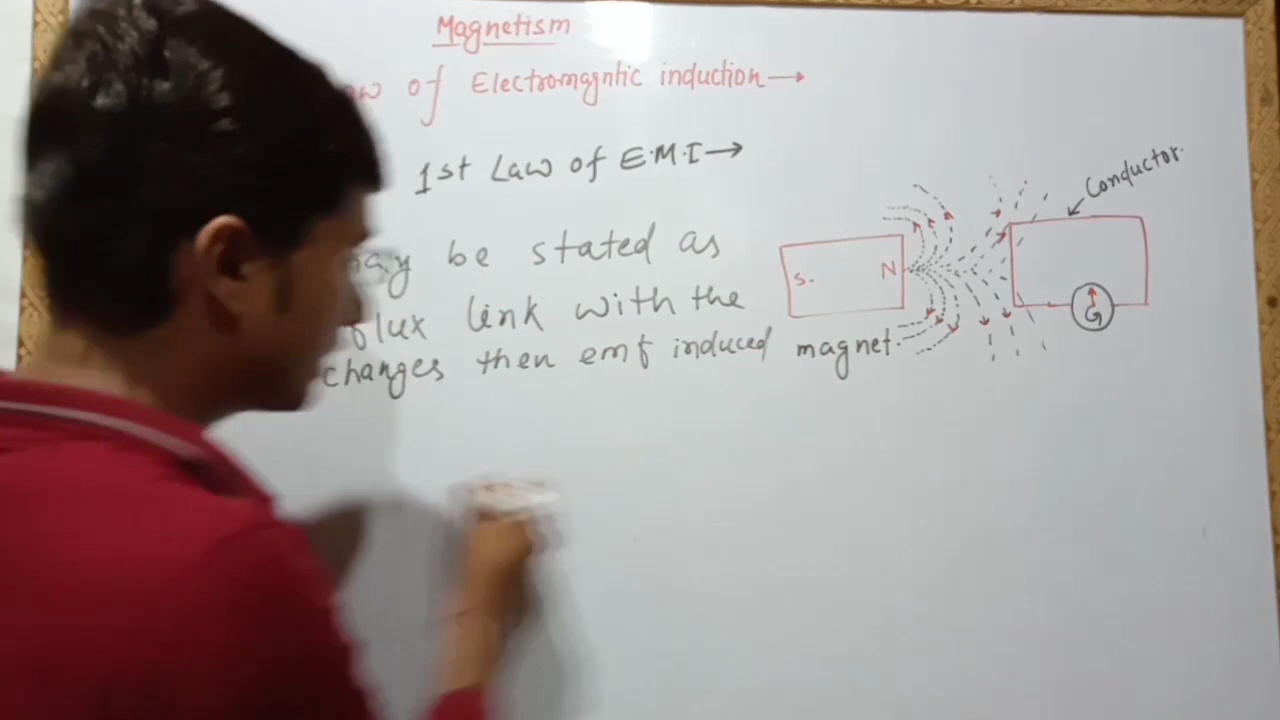 Magnetism
of Electromagntic induction→
1st Law of E.M.I→
be stated as
flux link with the
changes then emf induced
S. N
magnet.
Conductor.
G